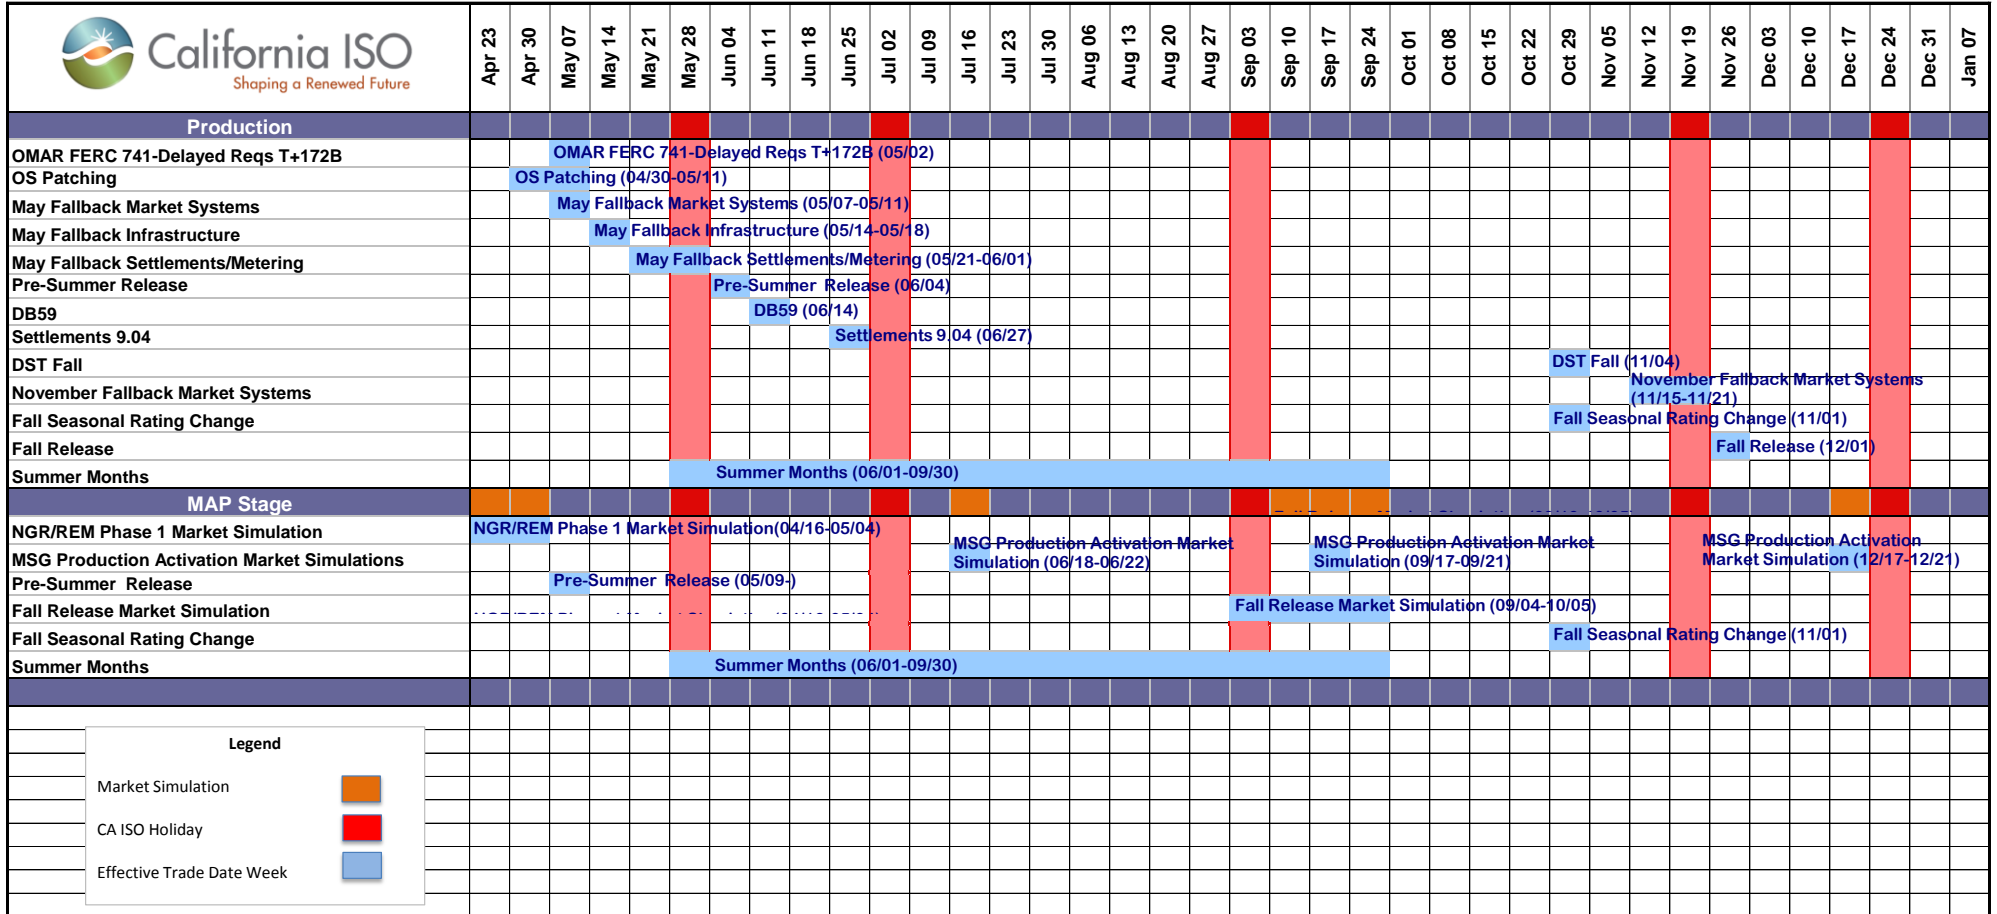 California ISO
Shaping a Renewed Future
Apr 23
Apr 30
May 07
May 14
May 21
May 28
Jun 04
Jun 11
Jun 18
Jun 25
Jul 02
Jul 09
Jul 16
Jul 23
Jul 30
Aug 06
Aug 13
Aug 20
Aug 27
Sep 03
Sep 10
Sep 17
Sep 24
Oct 01
Oct 08
Oct 15
Oct 22
Oct 29
Nov 05
Nov 12
Nov 19
Nov 26
Dec 03
Dec 10
Dec 17
Dec 24
Dec 31
Jan 07
Production
OMAR FERC 741-Delayed Reqs T+172B
OMAR FERC 741-Delayed Reqs T+172B (05/02)
OS Patching
OS Patching (04/30-05/11)
May Fallback Market Systems
May Fallback Market Systems (05/07-05/11)
May Fallback Infrastructure
May Fallback Infrastructure (05/14-05/18)
May Fallback Settlements/Metering
May Fallback Settlements/Metering (05/21-06/01)
Pre-Summer Release
Pre-Summer Release (06/04)
DB59
DB59 (06/14)
Settlements 9.04
Settlements 9.04 (06/27)
DST Fall
DST Fall (11/04)
November Fallback Market Systems
November Fallback Market Systems
(11/15-11/21)
Fall Seasonal Rating Change
Fall Seasonal Rating Change (11/01)
Fall Release
Fall Release (12/01)
Summer Months
Summer Months (06/01-09/30)
MAP Stage
NGR/REM Phase 1 Market Simulation
NGR/REM Phase 1 Market Simulation(04/16-05/04)
MSG Production Activation Market Simulations
MSG Production Activation Market
Simulation (06/18-06/22)
MSG Production Activation Market
Simulation (09/17-09/21)
MSG Production Activation
Market Simulation (12/17-12/21)
Pre-Summer Release
Pre-Summer Release (05/09-)
Fall Release Market Simulation
Fall Release Market Simulation (09/04-10/05)
Fall Seasonal Rating Change
Fall Seasonal Rating Change (11/01)
Summer Months
Summer Months (06/01-09/30)
Legend
Market Simulation
CA ISO Holiday
Effective Trade Date Week